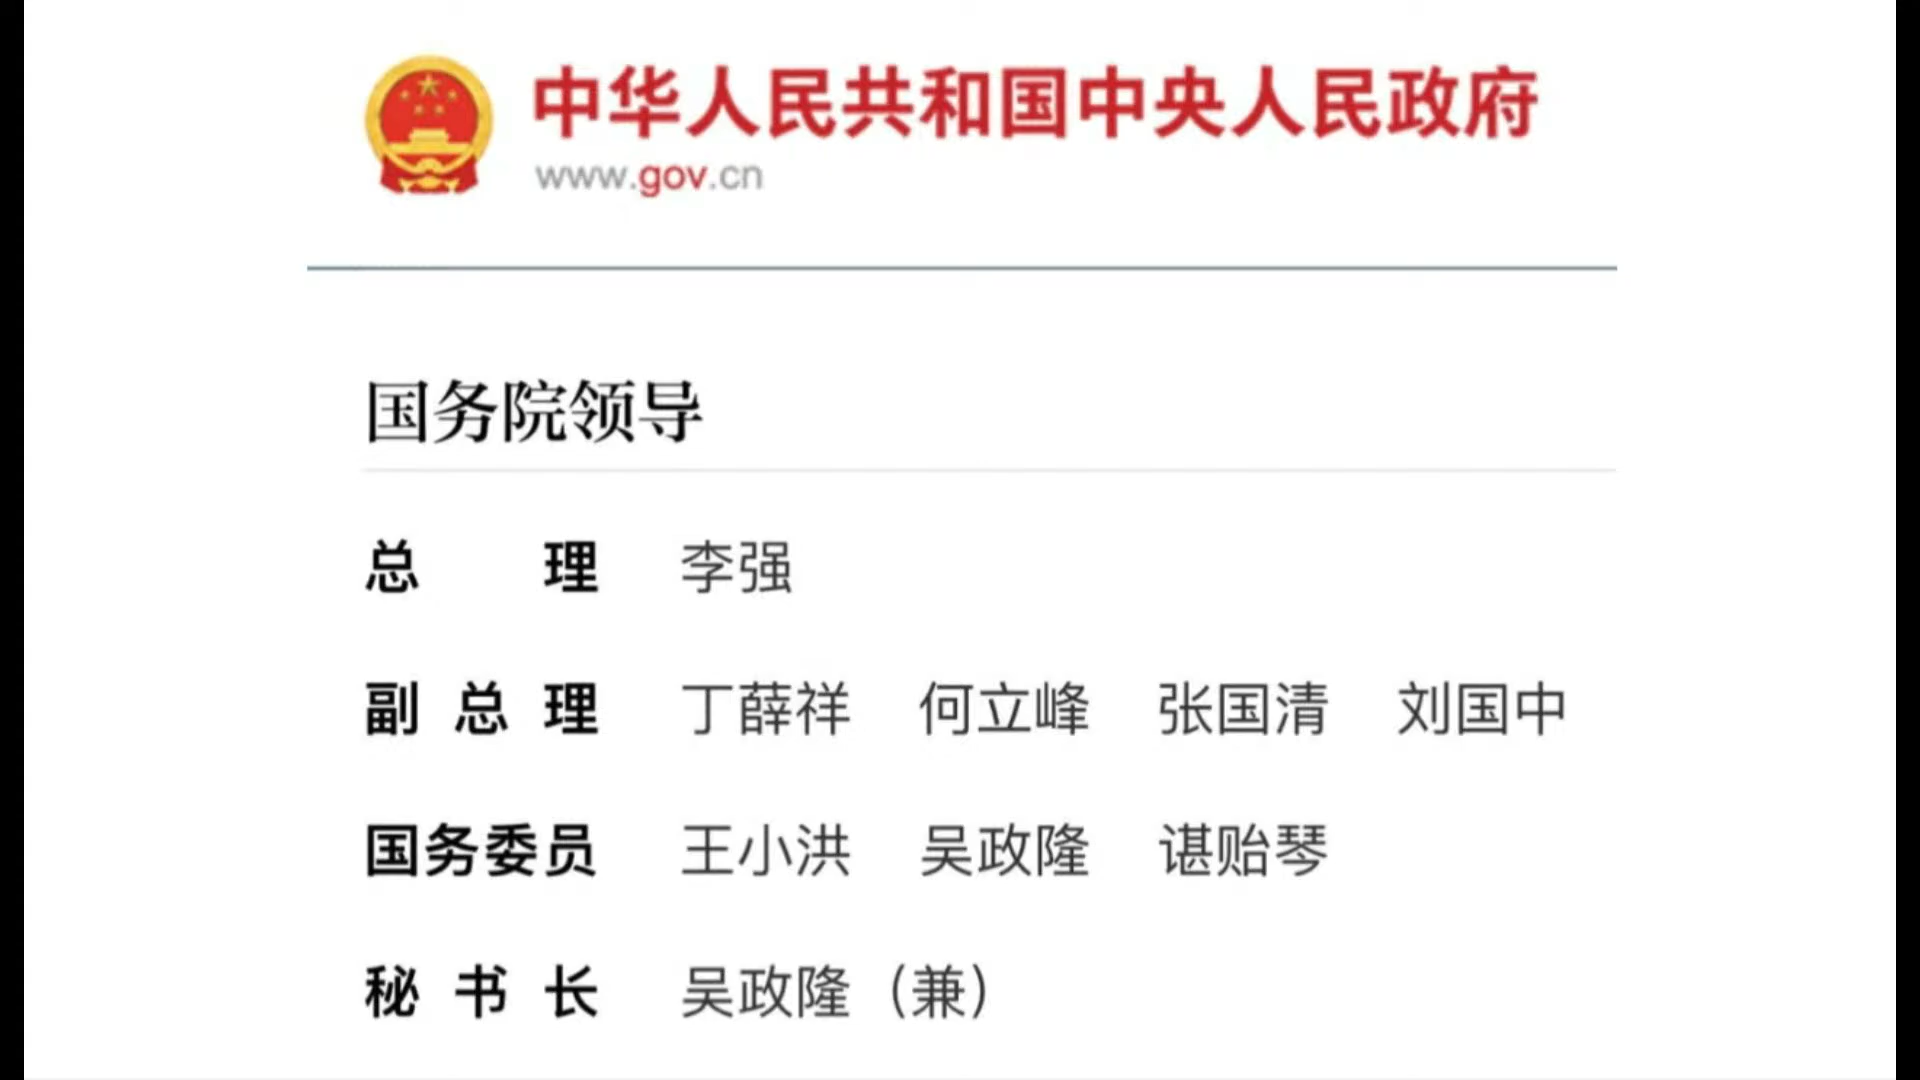 中华人民共和国中央人民政府
www.gov.cn
国务院领导
总 理 李强
副 总 理 丁薛祥 何立峰 张国清 刘国中
国务委员 王小洪 吴政隆 谌贻琴
秘 书 长 吴政隆（兼）